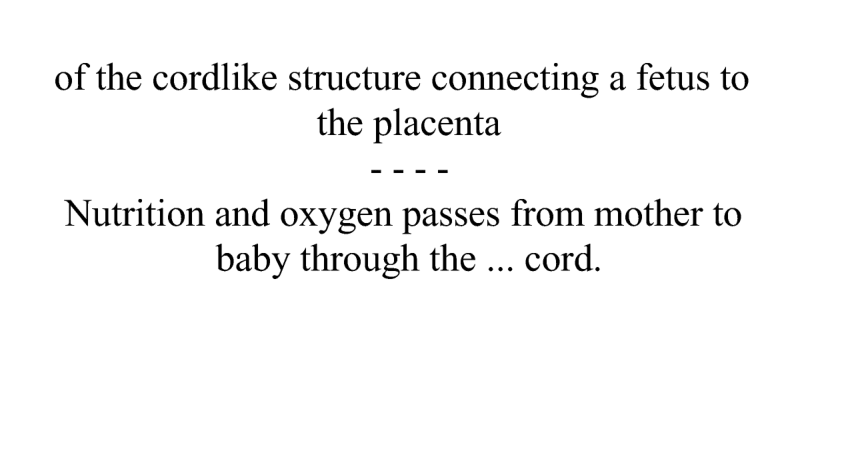 of the cordlike structure connecting a fetus to
the placenta
- - - -
Nutrition and oxygen passes from mother to
baby through the ... cord.